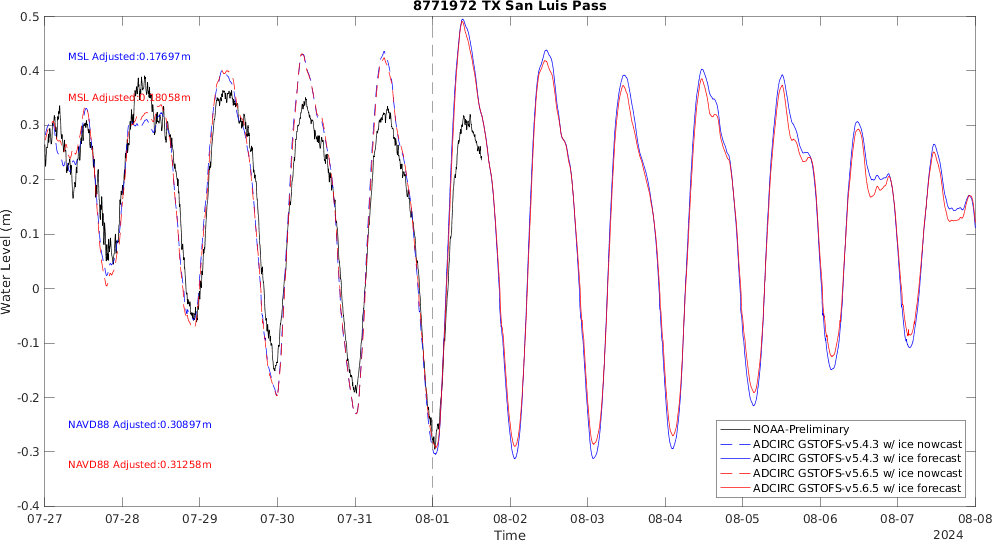 8771972 TX San Luis Pass
0.5
0.4
0.3
0.2
0.1
0
-0.1
-0.2
-0.3
-0.4
Water Level (m)
MSL Adjusted:0.17697m
MSL Adjusted:0.18058m
NAVD88 Adjusted:0.30897m
NAVD88 Adjusted:0.31258m
NOAA-Preliminary
ADCIRC GSTOFS-v5.4.3 w/ ice nowcast
ADCIRC GSTOFS-v5.4.3 w/ ice forecast
ADCIRC GSTOFS-v5.6.5 w/ ice nowcast
ADCIRC GSTOFS-v5.6.5 w/ ice forecast
07-27 07-28 07-29 07-30 07-31 08-01 08-02 08-03 08-04 08-05 08-06 08-07 08-08
Time
2024